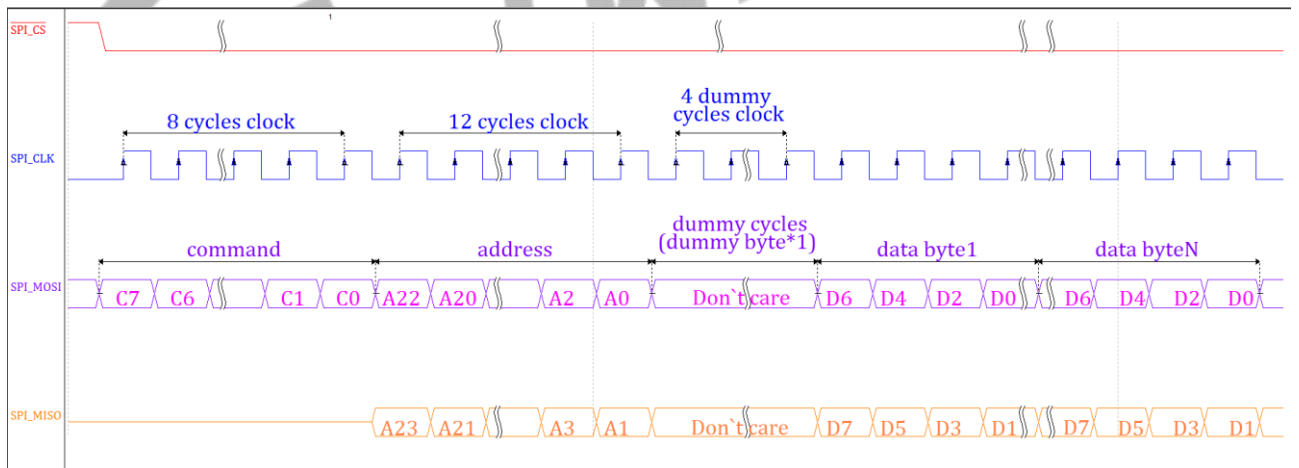 SPI_CS
8 cycles clock
12 cycles clock
4 dummy
cycles clock
SPI_CLK
command
address
dummy cycles
(dummy byte*1)
data byte1
data byteN
SPI_MOSI
C7 C6 C1 C0 A22 A20 A2 A0 Don`t care D6 D4 D2 D0 D6 D4 D2 D0
SPI_MISO
A23 A21 A3 A1 Don`t care D7 D5 D3 D1 D7 D5 D3 D1